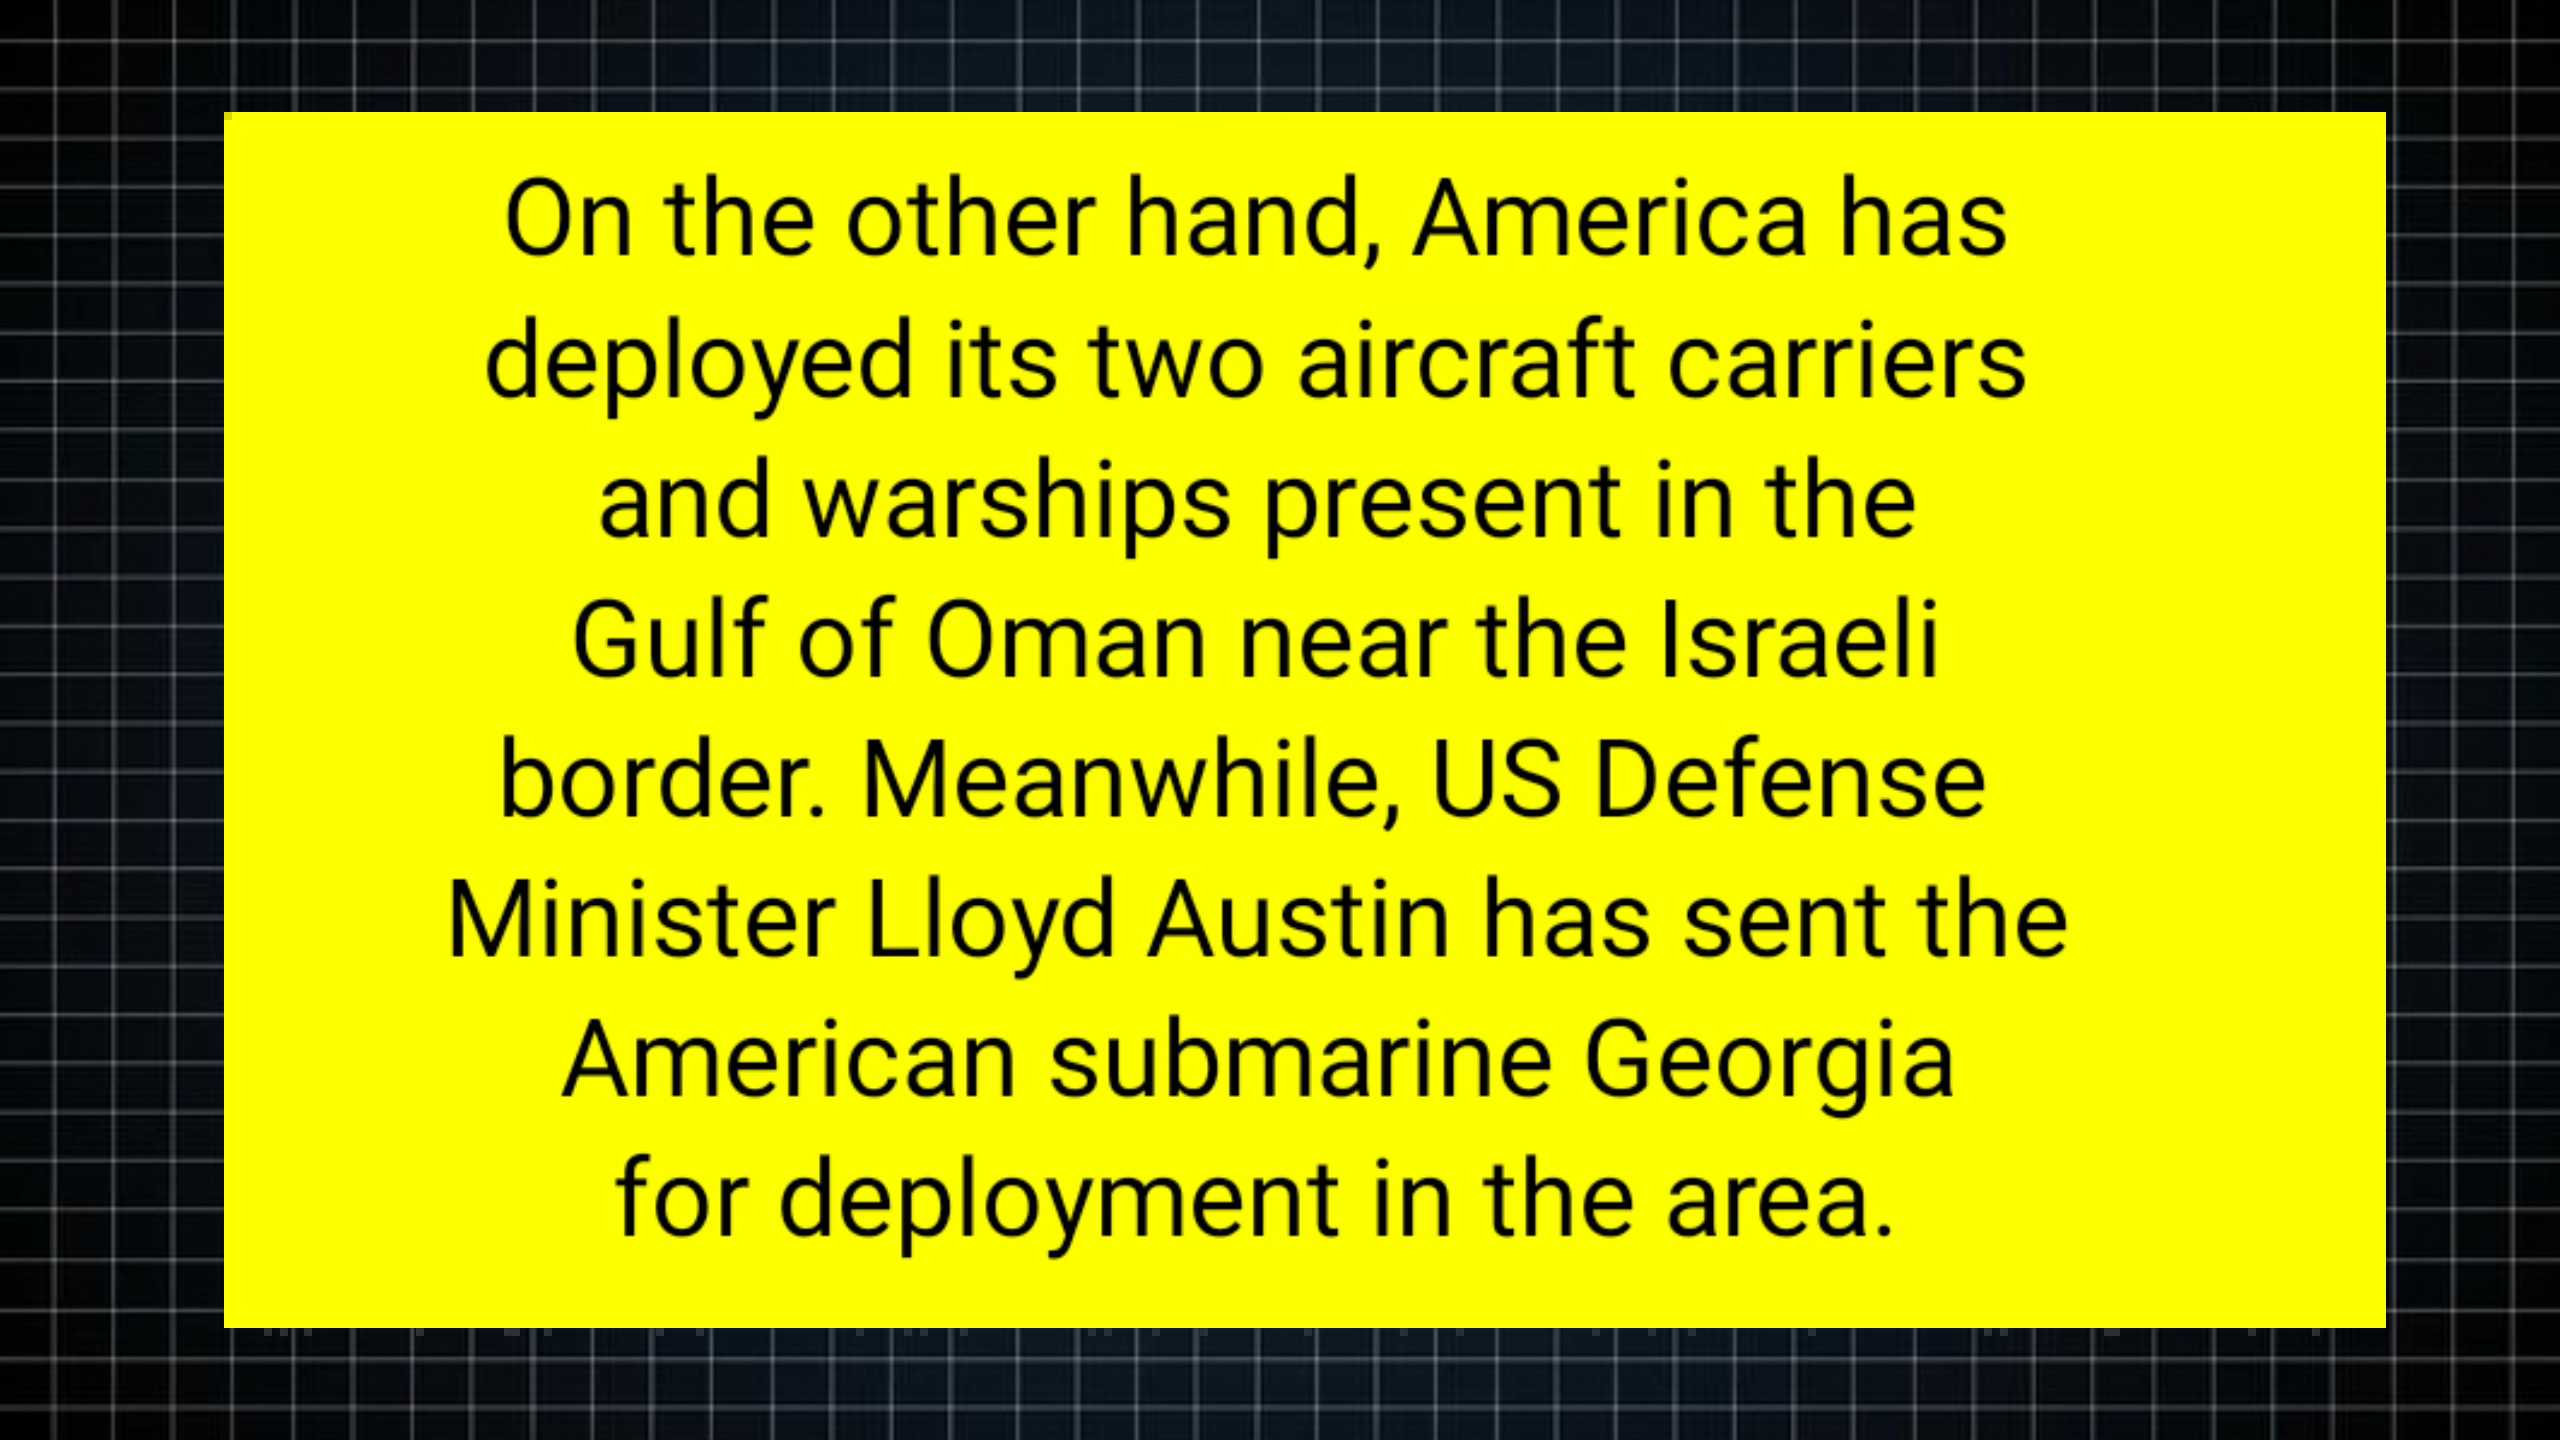 On the other hand, America has
deployed its two aircraft carriers
and warships present in the
Gulf of Oman near the Israeli
border. Meanwhile, US Defense
Minister Lloyd Austin has sent the
American submarine Georgia
for deployment in the area.